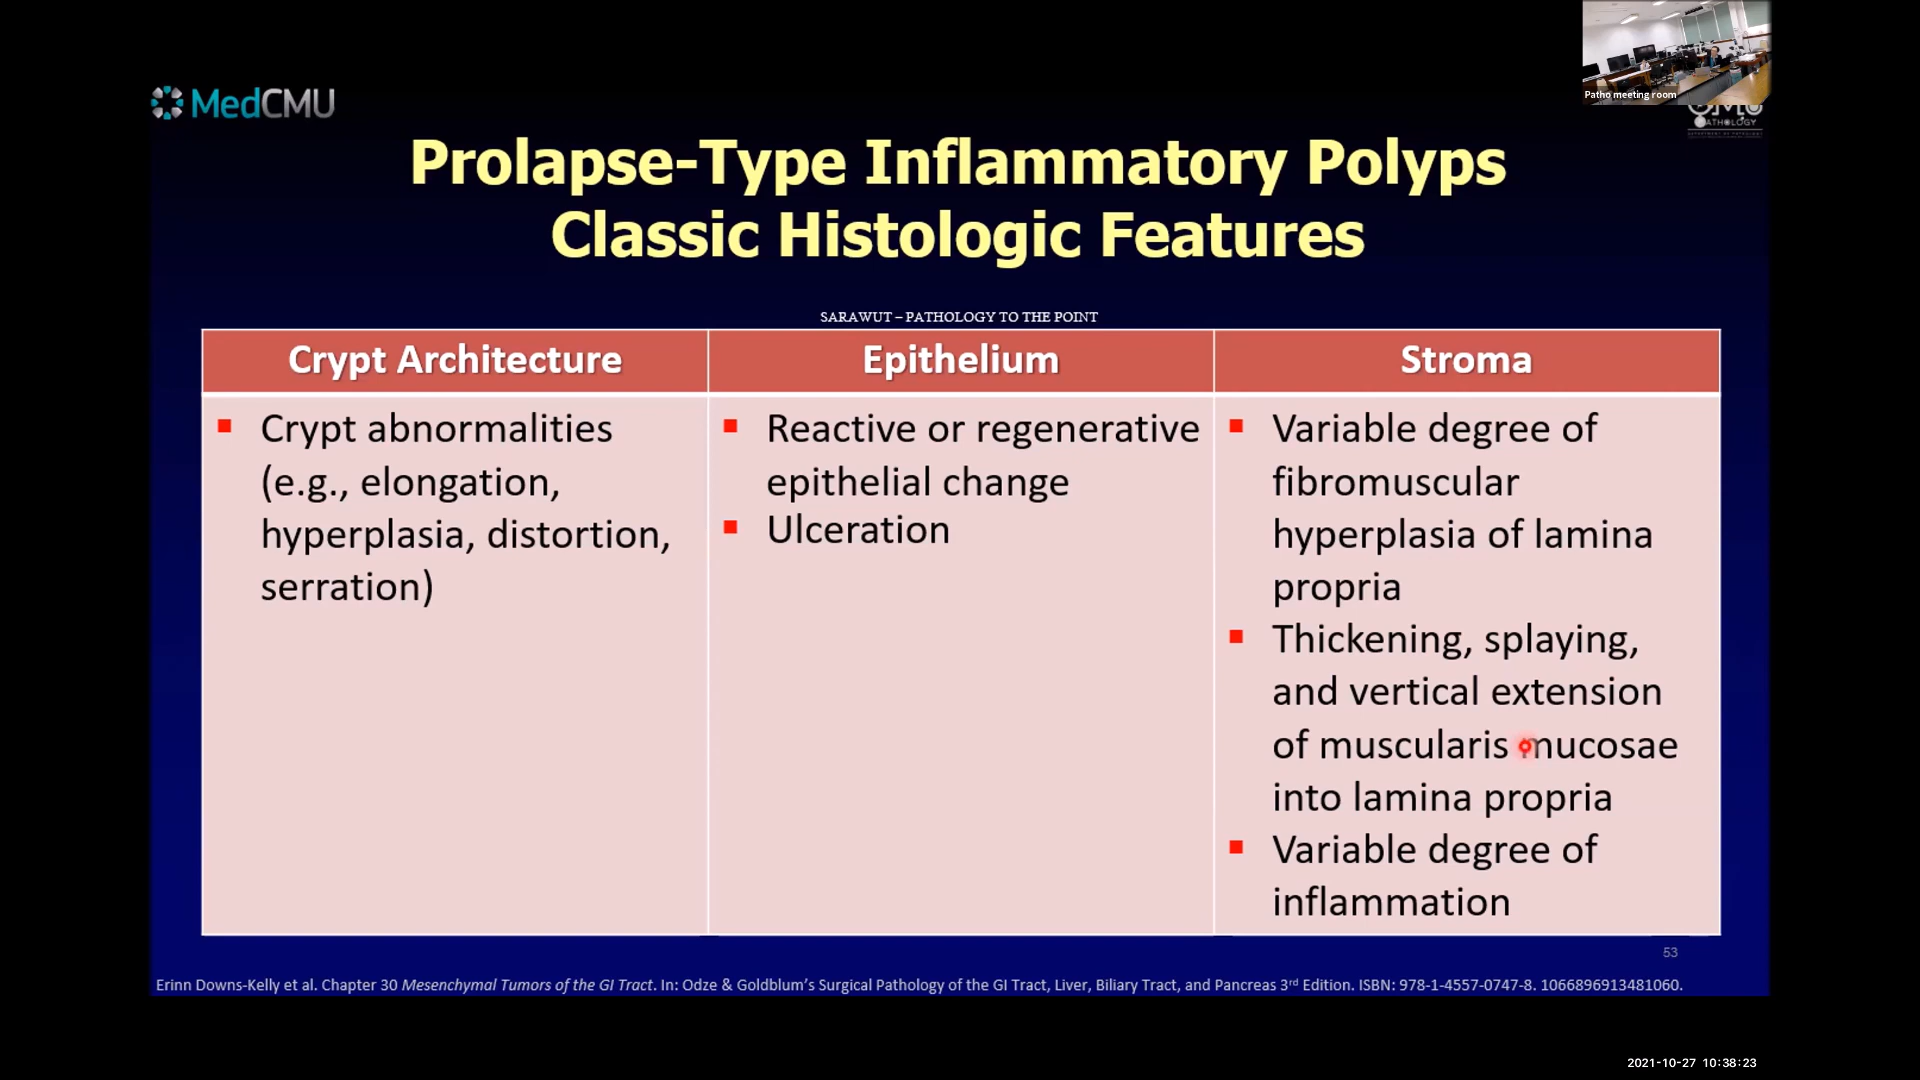 Patho meeting room
MedCMU
PATHOLOGY
Prolapse-Type Inflammatory Polyps
Classic Histologic Features
SARAWUT – PATHOLOGY TO THE POINT
Crypt Architecture
Epithelium
Stroma
Crypt abnormalities
(e.g., elongation,
hyperplasia, distortion,
serration)
Reactive or regenerative
epithelial change
Ulceration
Variable degree of
fibromuscular
hyperplasia of lamina
propria
Thickening, splaying,
and vertical extension
of muscularis mucosae
into lamina propria
Variable degree of
inflammation
53
Erinn Downs-Kelly et al. Chapter 30 Mesenchymal Tumors of the GI Tract. In: Odze & Goldblum’s Surgical Pathology of the GI Tract, Liver, Biliary Tract, and Pancreas 3rd Edition. ISBN: 978-1-4557-0747-8. 1066896913481060.
2021-10-27 10:38:23